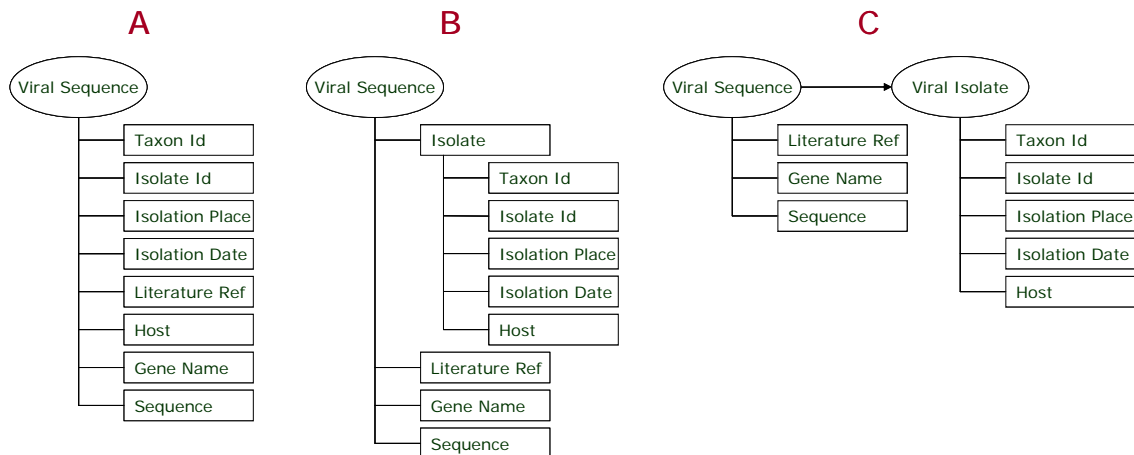 A
Viral Sequence
Taxon Id
Isolate Id
Isolation Place
Isolation Date
Literature Ref
Host
Gene Name
Sequence
B
Viral Sequence
Isolate
Taxon Id
Isolate Id
Isolation Place
Isolation Date
Host
Literature Ref
Gene Name
Sequence
C
Viral Sequence
Literature Ref
Gene Name
Sequence
Viral Isolate
Taxon Id
Isolate Id
Isolation Place
Isolation Date
Host